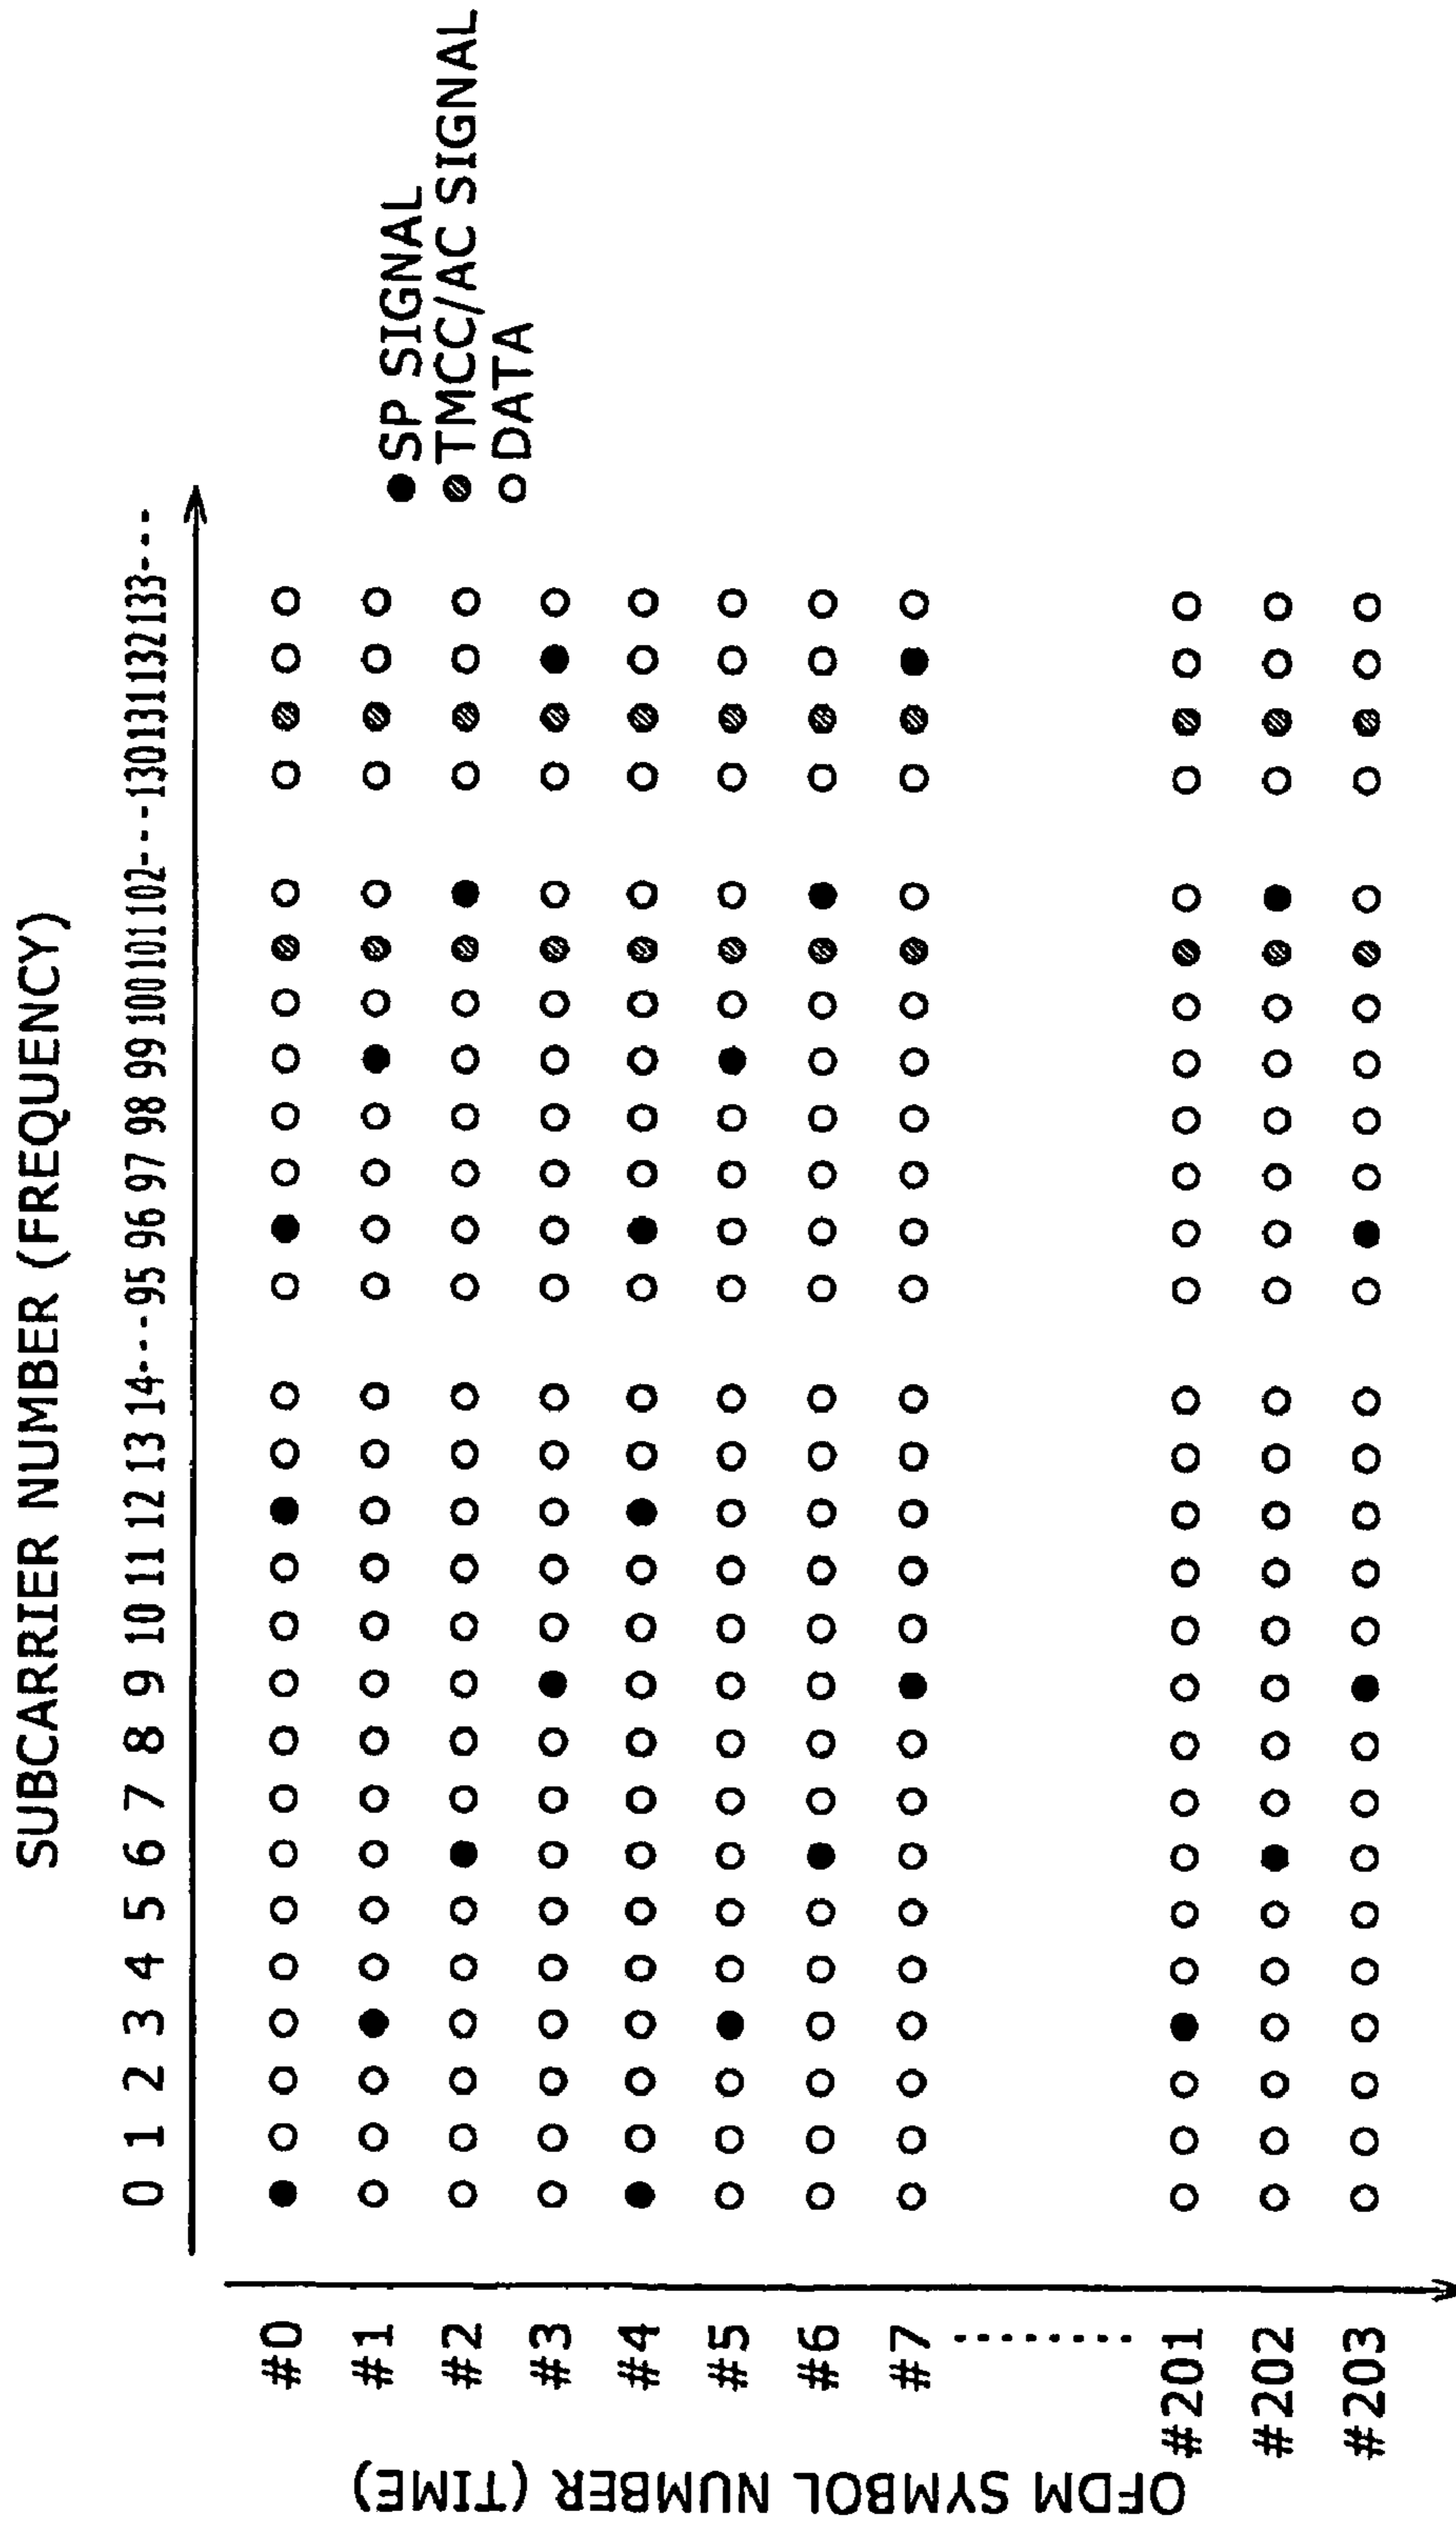 SUBCARRIER NUMBER (FREQUENCY)
0 1 2 3 4 5 6 7 8 9 10 11 12 13 14---95 96 97 98 99 100 101 102---130 131 132 133---
OFDM SYMBOL NUMBER (TIME)
#0
#1
#2
#3
#4
#5
#6
#7
#201
#202
#203
SP SIGNAL
TMCC/AC SIGNAL
DATA